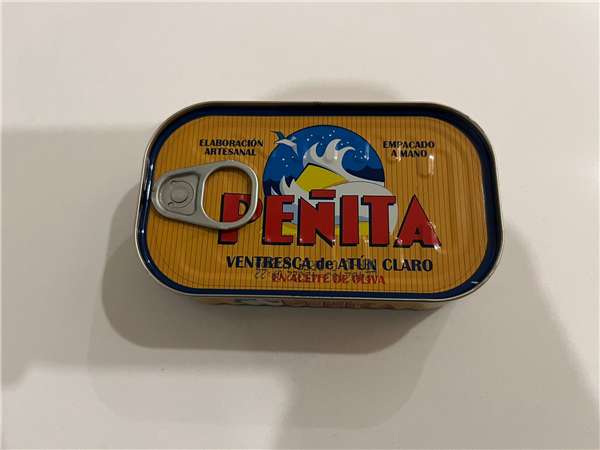 ELABORACIÓN
ARTESANAL
EMPACADO
A MANO
PEÑITA
VENTRESCA de ATÚN CLARO
EN ACEITE DE OLIVA